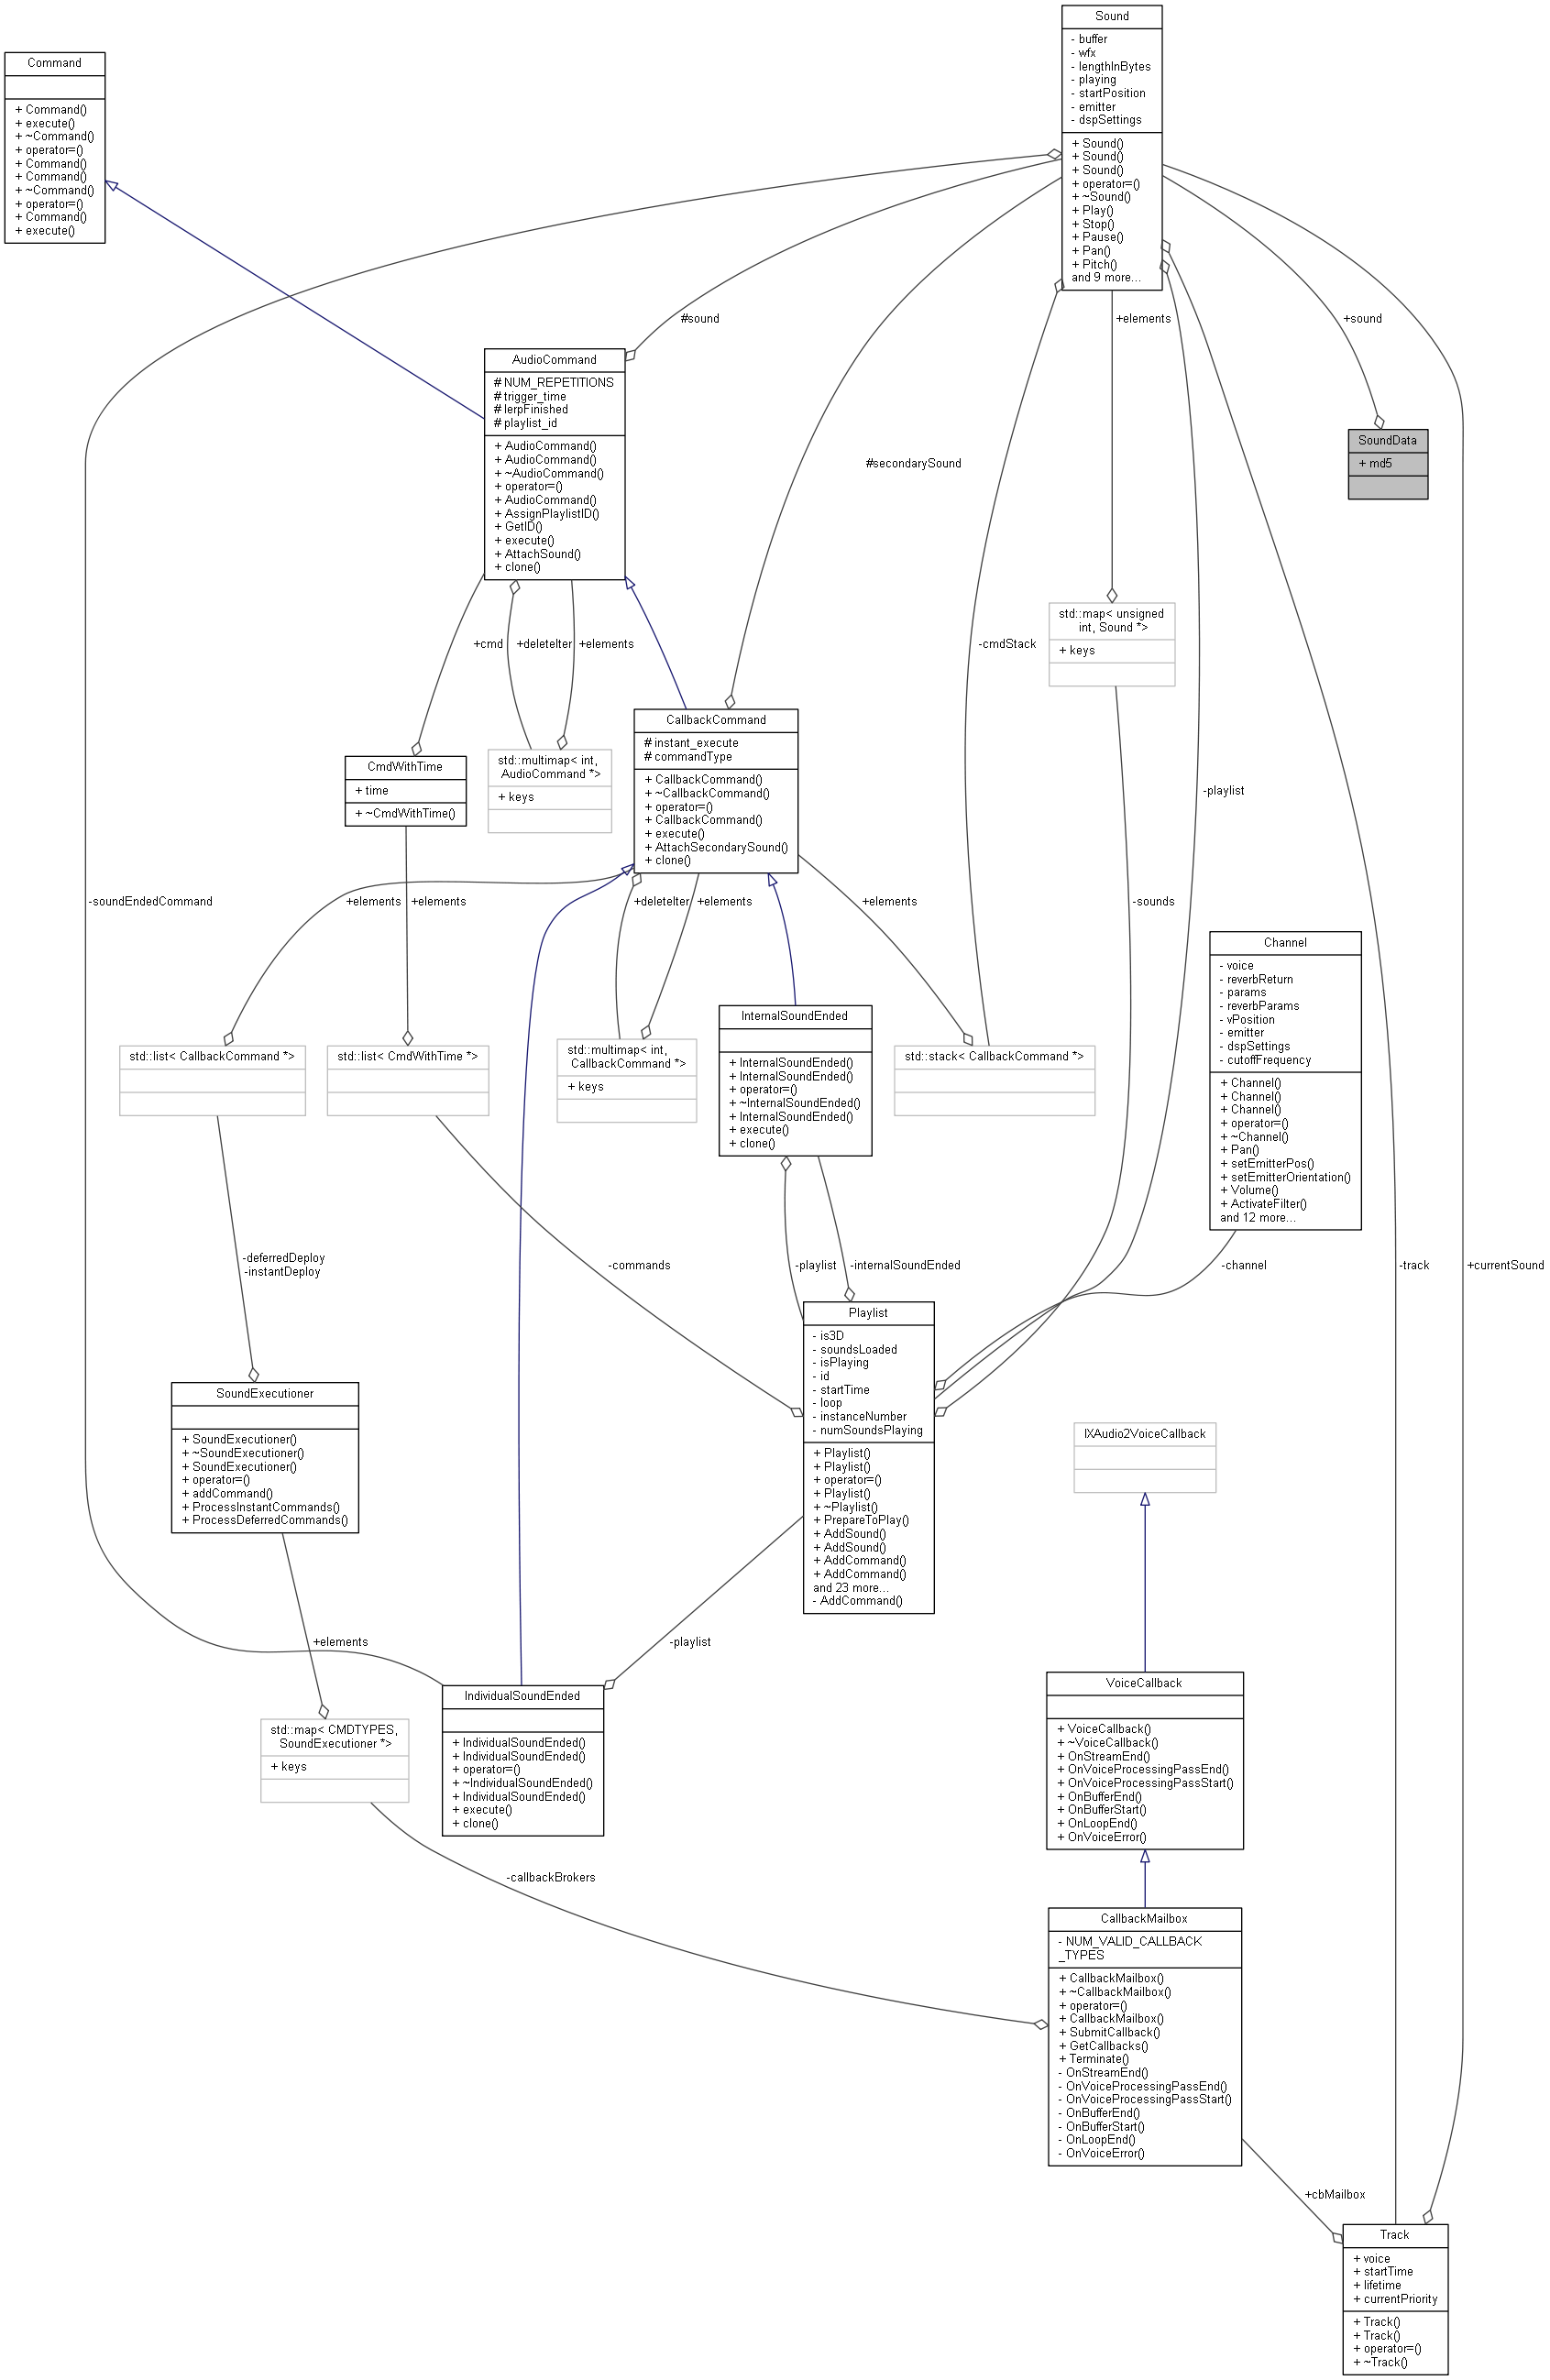 Sound
- buffer
- wfx
- lengthInBytes
- playing
- startPosition
- emitter
- dspSettings
+ Sound()
+ Sound()
+ Sound()
+ operator=()
+ ~Sound()
+ Play()
+ Stop()
+ Pause()
+ Pan()
+ Pitch()
and 9 more...
Command
+ Command()
+ execute()
+ ~Command()
+ operator=()
+ Command()
+ Command()
+ ~Command()
+ operator=()
+ Command()
+ execute()
#sound
+elements
+sound
AudioCommand
# NUM_REPETITIONS
# trigger_time
# lerpFinished
# playlist_id
+ AudioCommand()
+ AudioCommand()
+ ~AudioCommand()
+ operator=()
+ AudioCommand()
+ AssignPlaylistID()
+ GetID()
+ execute()
+ AttachSound()
+ clone()
#secondarySound
SoundData
+ md5
+cmd
+deleteIter
+elements
-cmdStack
std::map< unsigned
int, Sound *>
+ keys
CmdWithTime
+ time
+ ~CmdWithTime()
std::multimap< int,
AudioCommand *>
+ keys
CallbackCommand
# instant_execute
# commandType
+ CallbackCommand()
+ ~CallbackCommand()
+ operator=()
+ CallbackCommand()
+ execute()
+ AttachSecondarySound()
+ clone()
-playlist
-soundEndedCommand
+elements
+elements
+deleteIter
+elements
+elements
-sounds
Channel
- voice
- reverbReturn
- params
- reverbParams
- vPosition
- emitter
- dspSettings
- cutoffFrequency
+ Channel()
+ Channel()
+ Channel()
+ operator=()
+ ~Channel()
+ Pan()
+ setEmitterPos()
+ setEmitterOrientation()
+ Volume()
+ ActivateFilter()
and 12 more...
std::list< CallbackCommand *>
std::list< CmdWithTime *>
std::multimap< int,
CallbackCommand *>
+ keys
InternalSoundEnded
+ InternalSoundEnded()
+ InternalSoundEnded()
+ operator=()
+ ~InternalSoundEnded()
+ InternalSoundEnded()
+ execute()
+ clone()
std::stack< CallbackCommand *>
-deferredDeploy
-instantDeploy
-commands
-playlist
-internalSoundEnded
-channel
-track
+currentSound
Playlist
- is3D
- soundsLoaded
- isPlaying
- id
- startTime
- loop
- instanceNumber
- numSoundsPlaying
+ Playlist()
+ Playlist()
+ operator=()
+ Playlist()
+ ~Playlist()
+ PrepareToPlay()
+ AddSound()
+ AddSound()
+ AddCommand()
+ AddCommand()
and 23 more...
- AddCommand()
SoundExecutioner
+ SoundExecutioner()
+ ~SoundExecutioner()
+ SoundExecutioner()
+ operator=()
+ addCommand()
+ ProcessInstantCommands()
+ ProcessDeferredCommands()
IXAudio2VoiceCallback
+elements
-playlist
IndividualSoundEnded
+ IndividualSoundEnded()
+ IndividualSoundEnded()
+ operator=()
+ ~IndividualSoundEnded()
+ IndividualSoundEnded()
+ execute()
+ clone()
std::map< CMDTYPES,
SoundExecutioner *>
+ keys
VoiceCallback
+ VoiceCallback()
+ ~VoiceCallback()
+ OnStreamEnd()
+ OnVoiceProcessingPassEnd()
+ OnVoiceProcessingPassStart()
+ OnBufferEnd()
+ OnBufferStart()
+ OnLoopEnd()
+ OnVoiceError()
-callbackBrokers
CallbackMailbox
- NUM_VALID_CALLBACK
_TYPES
+ CallbackMailbox()
+ ~CallbackMailbox()
+ operator=()
+ CallbackMailbox()
+ SubmitCallback()
+ GetCallbacks()
+ Terminate()
- OnStreamEnd()
- OnVoiceProcessingPassEnd()
- OnVoiceProcessingPassStart()
- OnBufferEnd()
- OnBufferStart()
- OnLoopEnd()
- OnVoiceError()
+cbMailbox
Track
+ voice
+ startTime
+ lifetime
+ currentPriority
+ Track()
+ Track()
+ operator=()
+ ~Track()